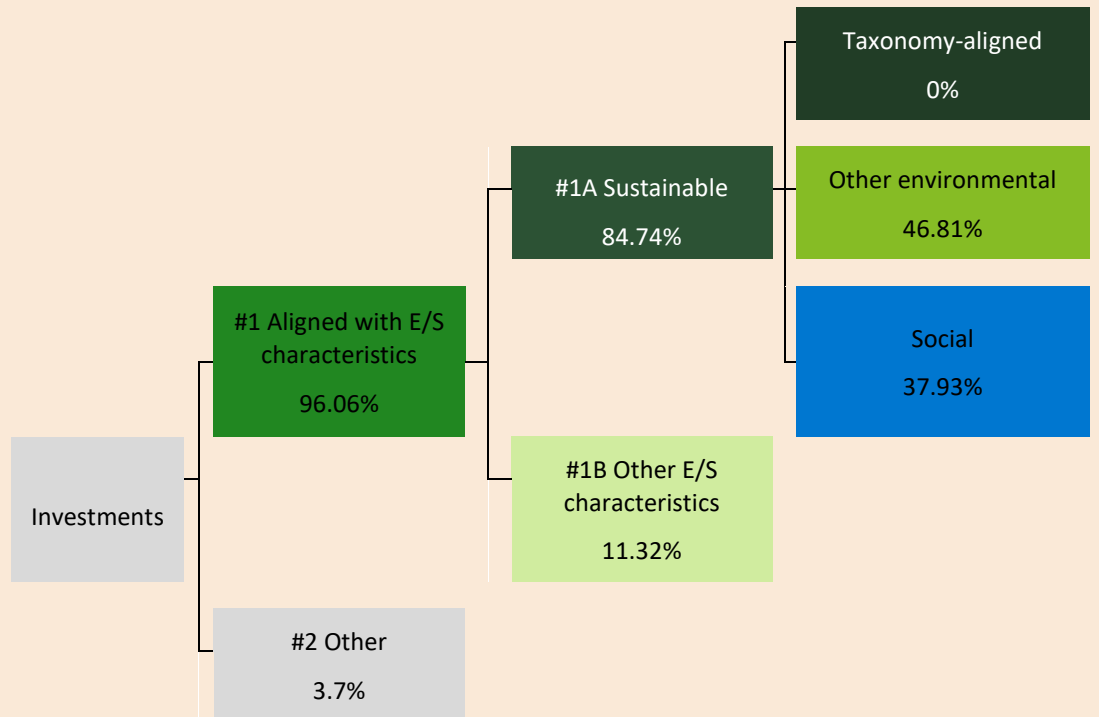 Taxonomy-aligned
0%
#1A Sustainable
84.74%
Other environmental
46.81%
#1 Aligned with E/S
characteristics
96.06%
Social
37.93%
Investments
#1B Other E/S
characteristics
11.32%
#2 Other
3.7%